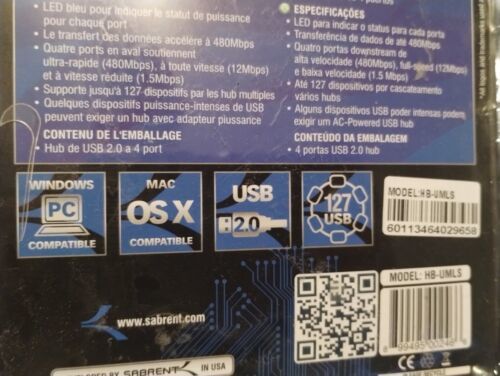 • LED bleu pour indiquer le statut de puissance
pour chaque port
• Le transfert des données accélère à 480Mbps
• Quatre ports en aval soutiennent
ultra-rapide (480Mbps), à toute vitesse (12Mbps)
et à vitesse réduite (1.5Mbps)
• Supporte jusqu'à 127 dispositifs par les hub multiples
• Quelques dispositifs puissance-intenses de USB
peuvent exiger un hub avec adapteur puissance
CONTENU DE L'EMBALLAGE
• Hub de USB 2.0 a 4 port
ESPECIFICAÇÕES
• LED para indicar o status para cada porta
• Transferência de dados de até 480Mbps
• Quatro portas downstream de
alta velocidade (480Mbps), full-speed (12Mbps)
e baixa velocidade (1.5 Mbps)
• Até 127 dispositivos por cascateamento
vários hubs
• Alguns dispositivos USB poder intensas podem
exigir um AC-Powered USB hub
CONTEÚDO DA EMBALAGEM
• 4 portas USB 2.0 hub
WINDOWS
PC
COMPATIBLE
MAC
OS X
COMPATIBLE
USB
2.0
127
USB
MODEL:HB-UMLS
60113464029658
MODEL: HB-UMLS
www.sabrent.com
SABRENT
IN USA